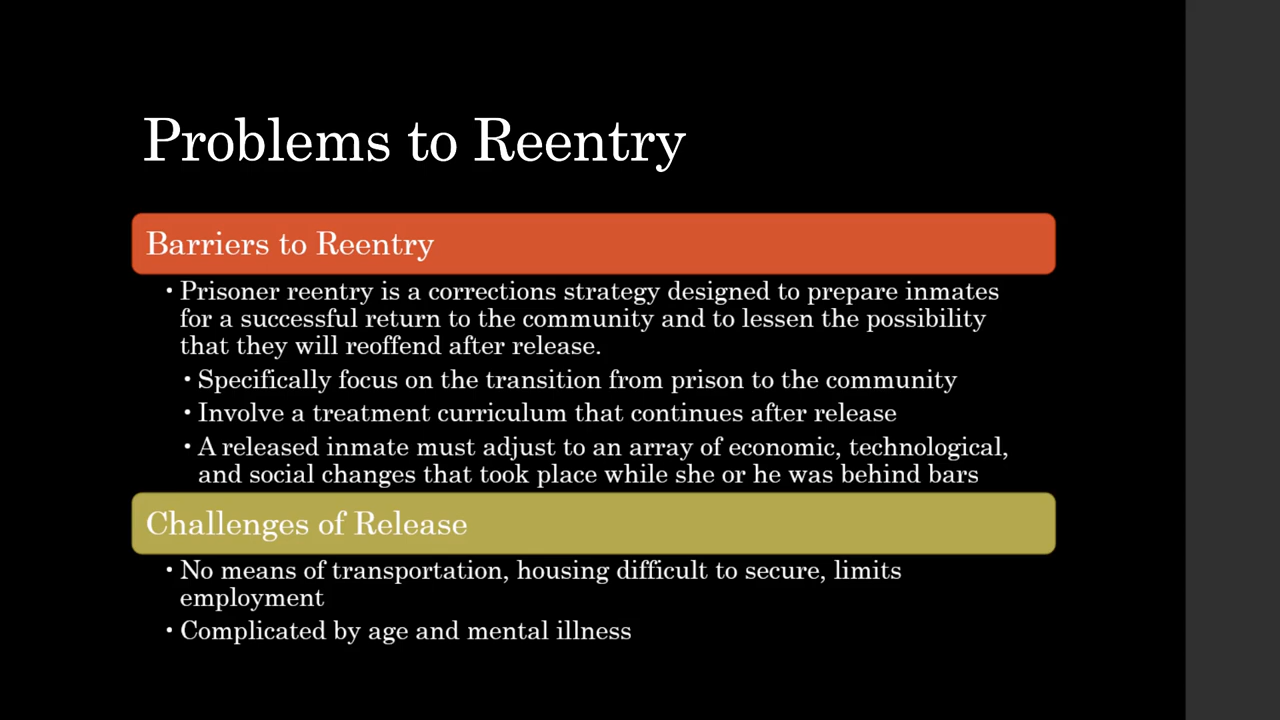 Problems to Reentry
Barriers to Reentry
• Prisoner reentry is a corrections strategy designed to prepare inmates
for a successful return to the community and to lessen the possibility
that they will reoffend after release.
• Specifically focus on the transition from prison to the community
• Involve a treatment curriculum that continues after release
• A released inmate must adjust to an array of economic, technological,
and social changes that took place while she or he was behind bars
Challenges of Release
• No means of transportation, housing difficult to secure, limits
employment
• Complicated by age and mental illness